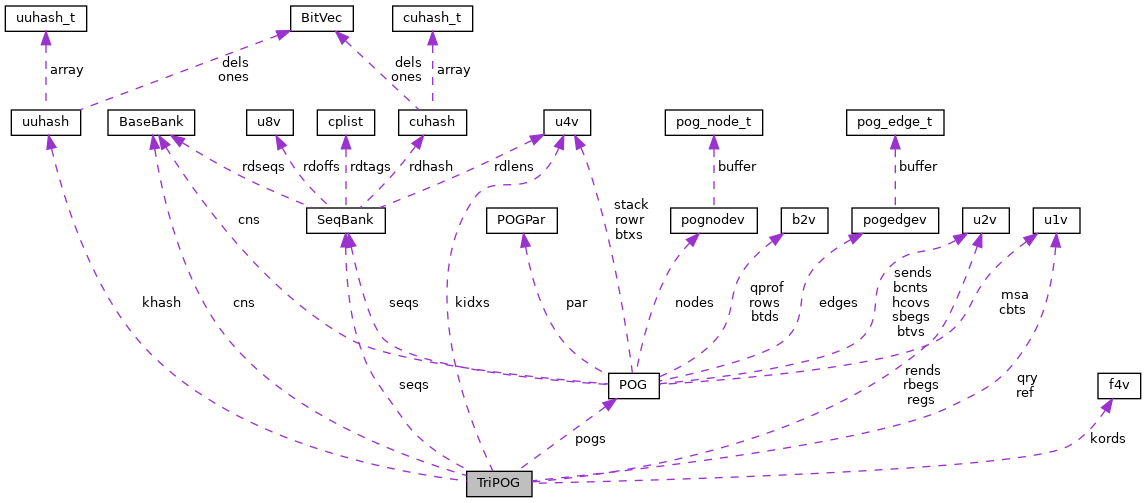 uuhash_t
BitVec
cuhash_t
array
dels
ones
dels
ones
array
uuhash
BaseBank
u8v
cplist
cuhash
u4v
pog_node_t
pog_edge_t
rdseqs
rdoffs
rdtags
rdhash
rdlens
buffer
buffer
SeqBank
POGPar
pognodev
b2v
pogedgev
u2v
u1v
cns
stack
rowr
btxs
khash
cns
seqs
kidxs
par
nodes
qprof
rows
btds
edges
sends
bcnts
hcovs
sbegs
btvs
msa
cbts
seqs
POG
rends
rbegs
regs
qry
ref
f4v
pogs
kords
TriPOG